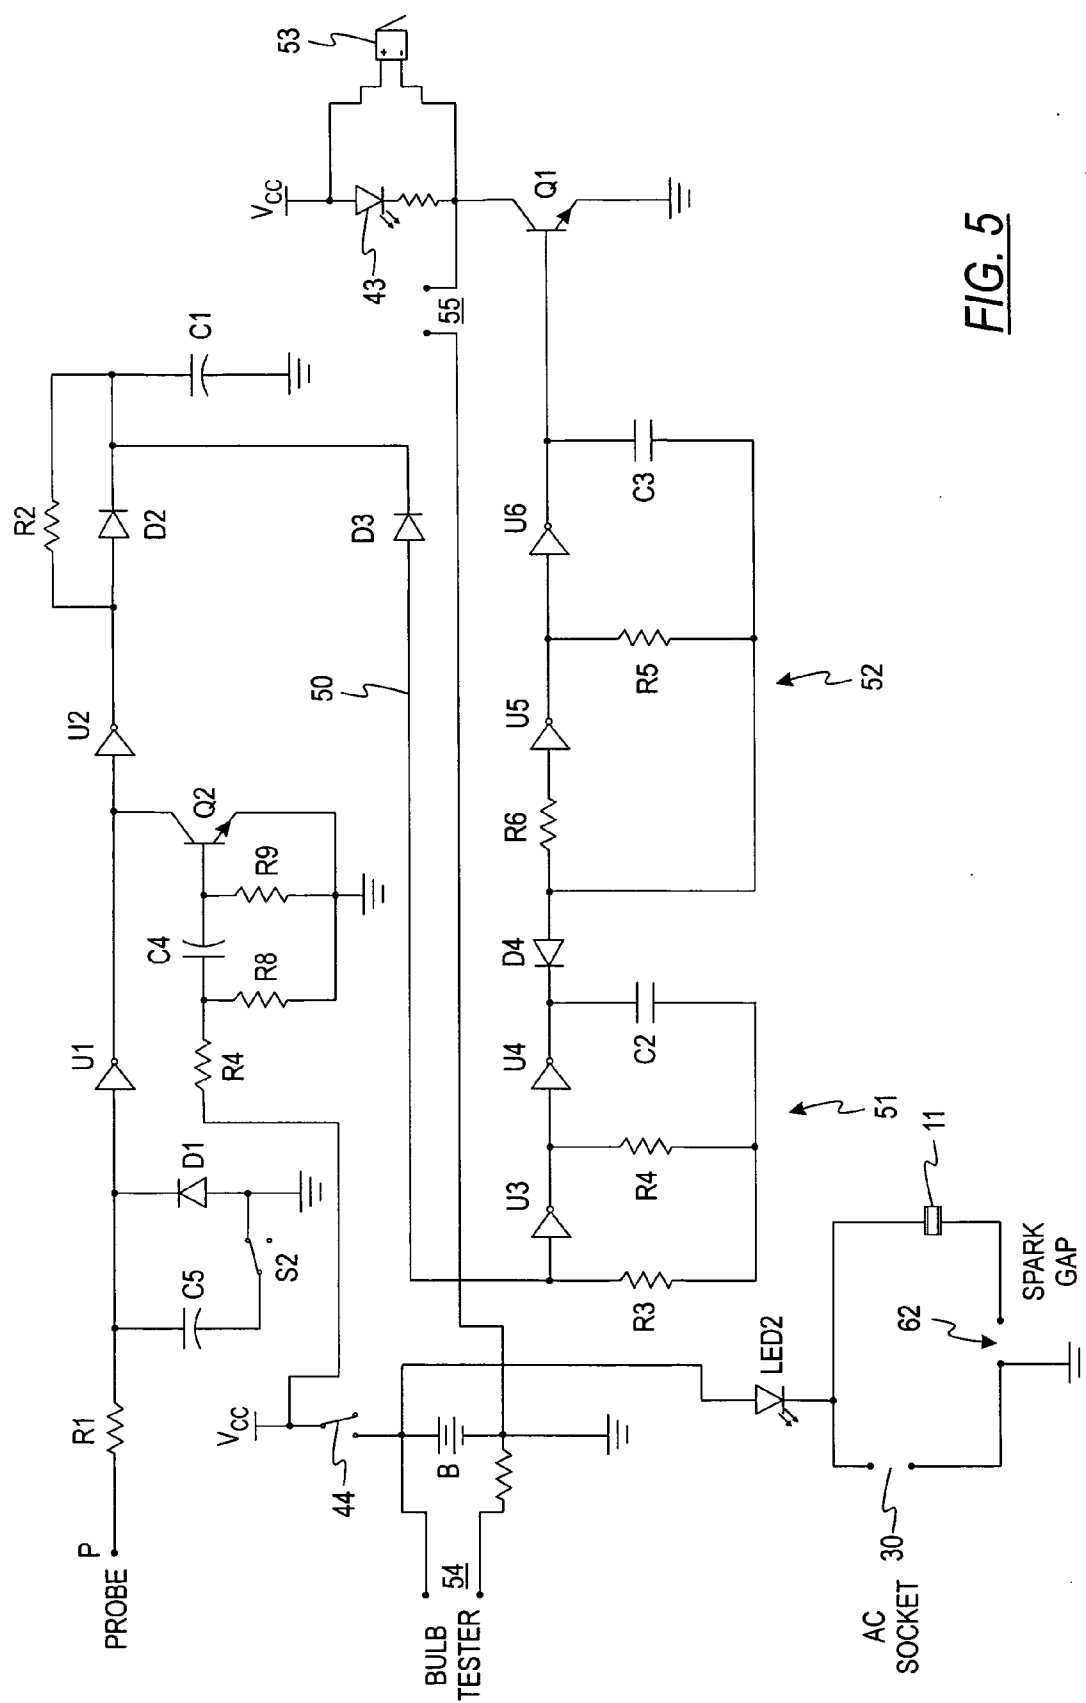 PROBE
P
R1
C5
S2
D1
U1
R4
C4
R8
R9
Q2
U2
R2
D2
C1
VCC
44
B
BULB
TESTER
54
50
D3
VCC
43
53
55
Q1
U3
R3
R4
U4
C2
51
D4
R6
U5
R5
U6
C3
52
LED2
AC
SOCKET
30
62
11
SPARK
GAP
FIG. 5